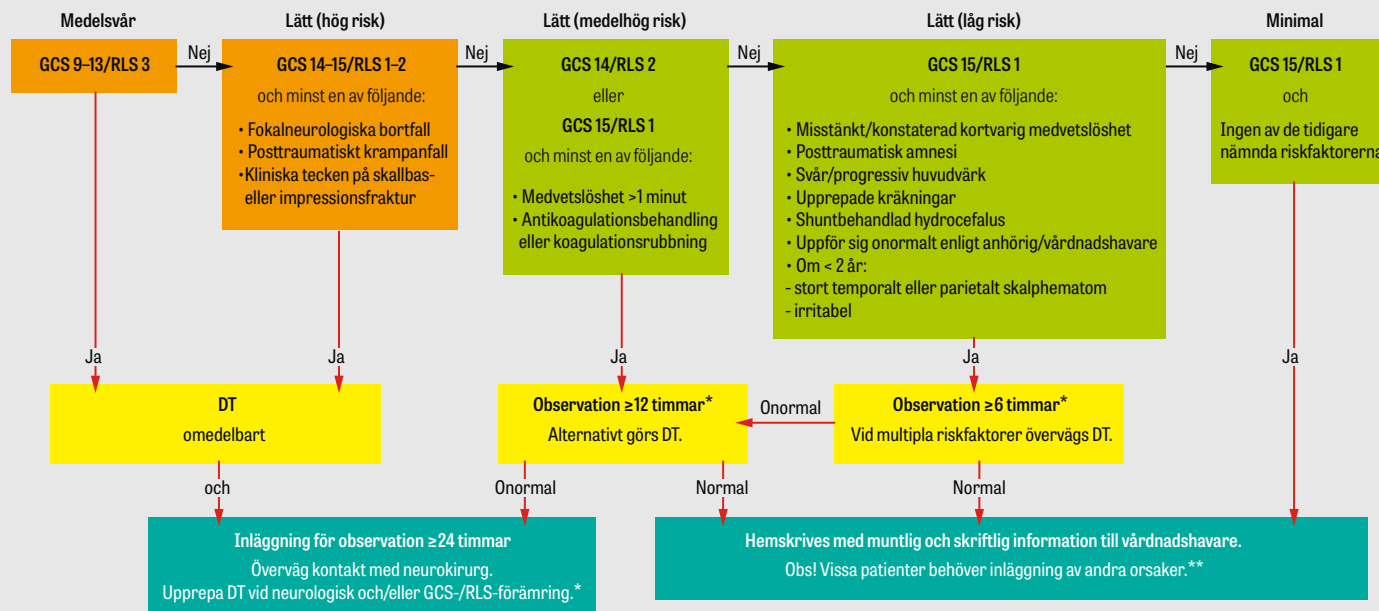 Medelsvår
Lätt (hög risk)
Lätt (medelhög risk)
Lätt (låg risk)
Minimal
GCS 9–13/RLS 3
Nej
GCS 14–15/RLS 1–2
och minst en av följande:
• Fokalneurologiska bortfall
• Posttraumatiskt krampanfall
• Kliniska tecken på skallbas-
eller impressionsfraktur
Nej
GCS 14/RLS 2
eller
GCS 15/RLS 1
och minst en av följande:
• Medvetslöshet >1 minut
• Antikoagulationsbehandling
eller koagulationsrubbning
Nej
GCS 15/RLS 1
och minst en av följande:
• Misstänkt/konstaterad kortvarig medvetslöshet
• Posttraumatisk amnesi
• Svår/progressiv huvudvärk
• Upprepade kräkningar
• Shuntbehandlad hydrocefalus
• Uppför sig onormalt enligt anhörig/vårdnadshavare
• Om < 2 år:
- stort temporalt eller parietalt skalphematom
- irritabel
Nej
GCS 15/RLS 1
och
Ingen av de tidigare
nämnda riskfaktorerna
Ja
Ja
Ja
Ja
Ja
DT
omedelbart
Observation ≥12 timmar*
Alternativt görs DT.
Onormal
Observation ≥6 timmar*
Vid multipla riskfaktorer övervägs DT.
och
Onormal
Normal
Normal
Inläggning för observation ≥24 timmar
Överväg kontakt med neurokirurg.
Upprepa DT vid neurologisk och/eller GCS-/RLS-förämring.*
Hemskrives med muntlig och skriftlig information till vårdnadshavare.
Obs! Vissa patienter behöver inläggning av andra orsaker.**